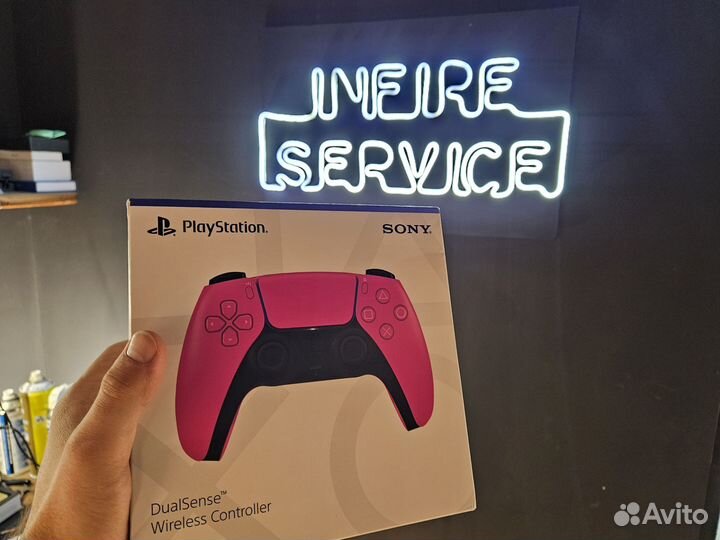 INFIRE
SERVICE
PlayStation.
SONY.
DualSense™
Wireless Controller
Avito